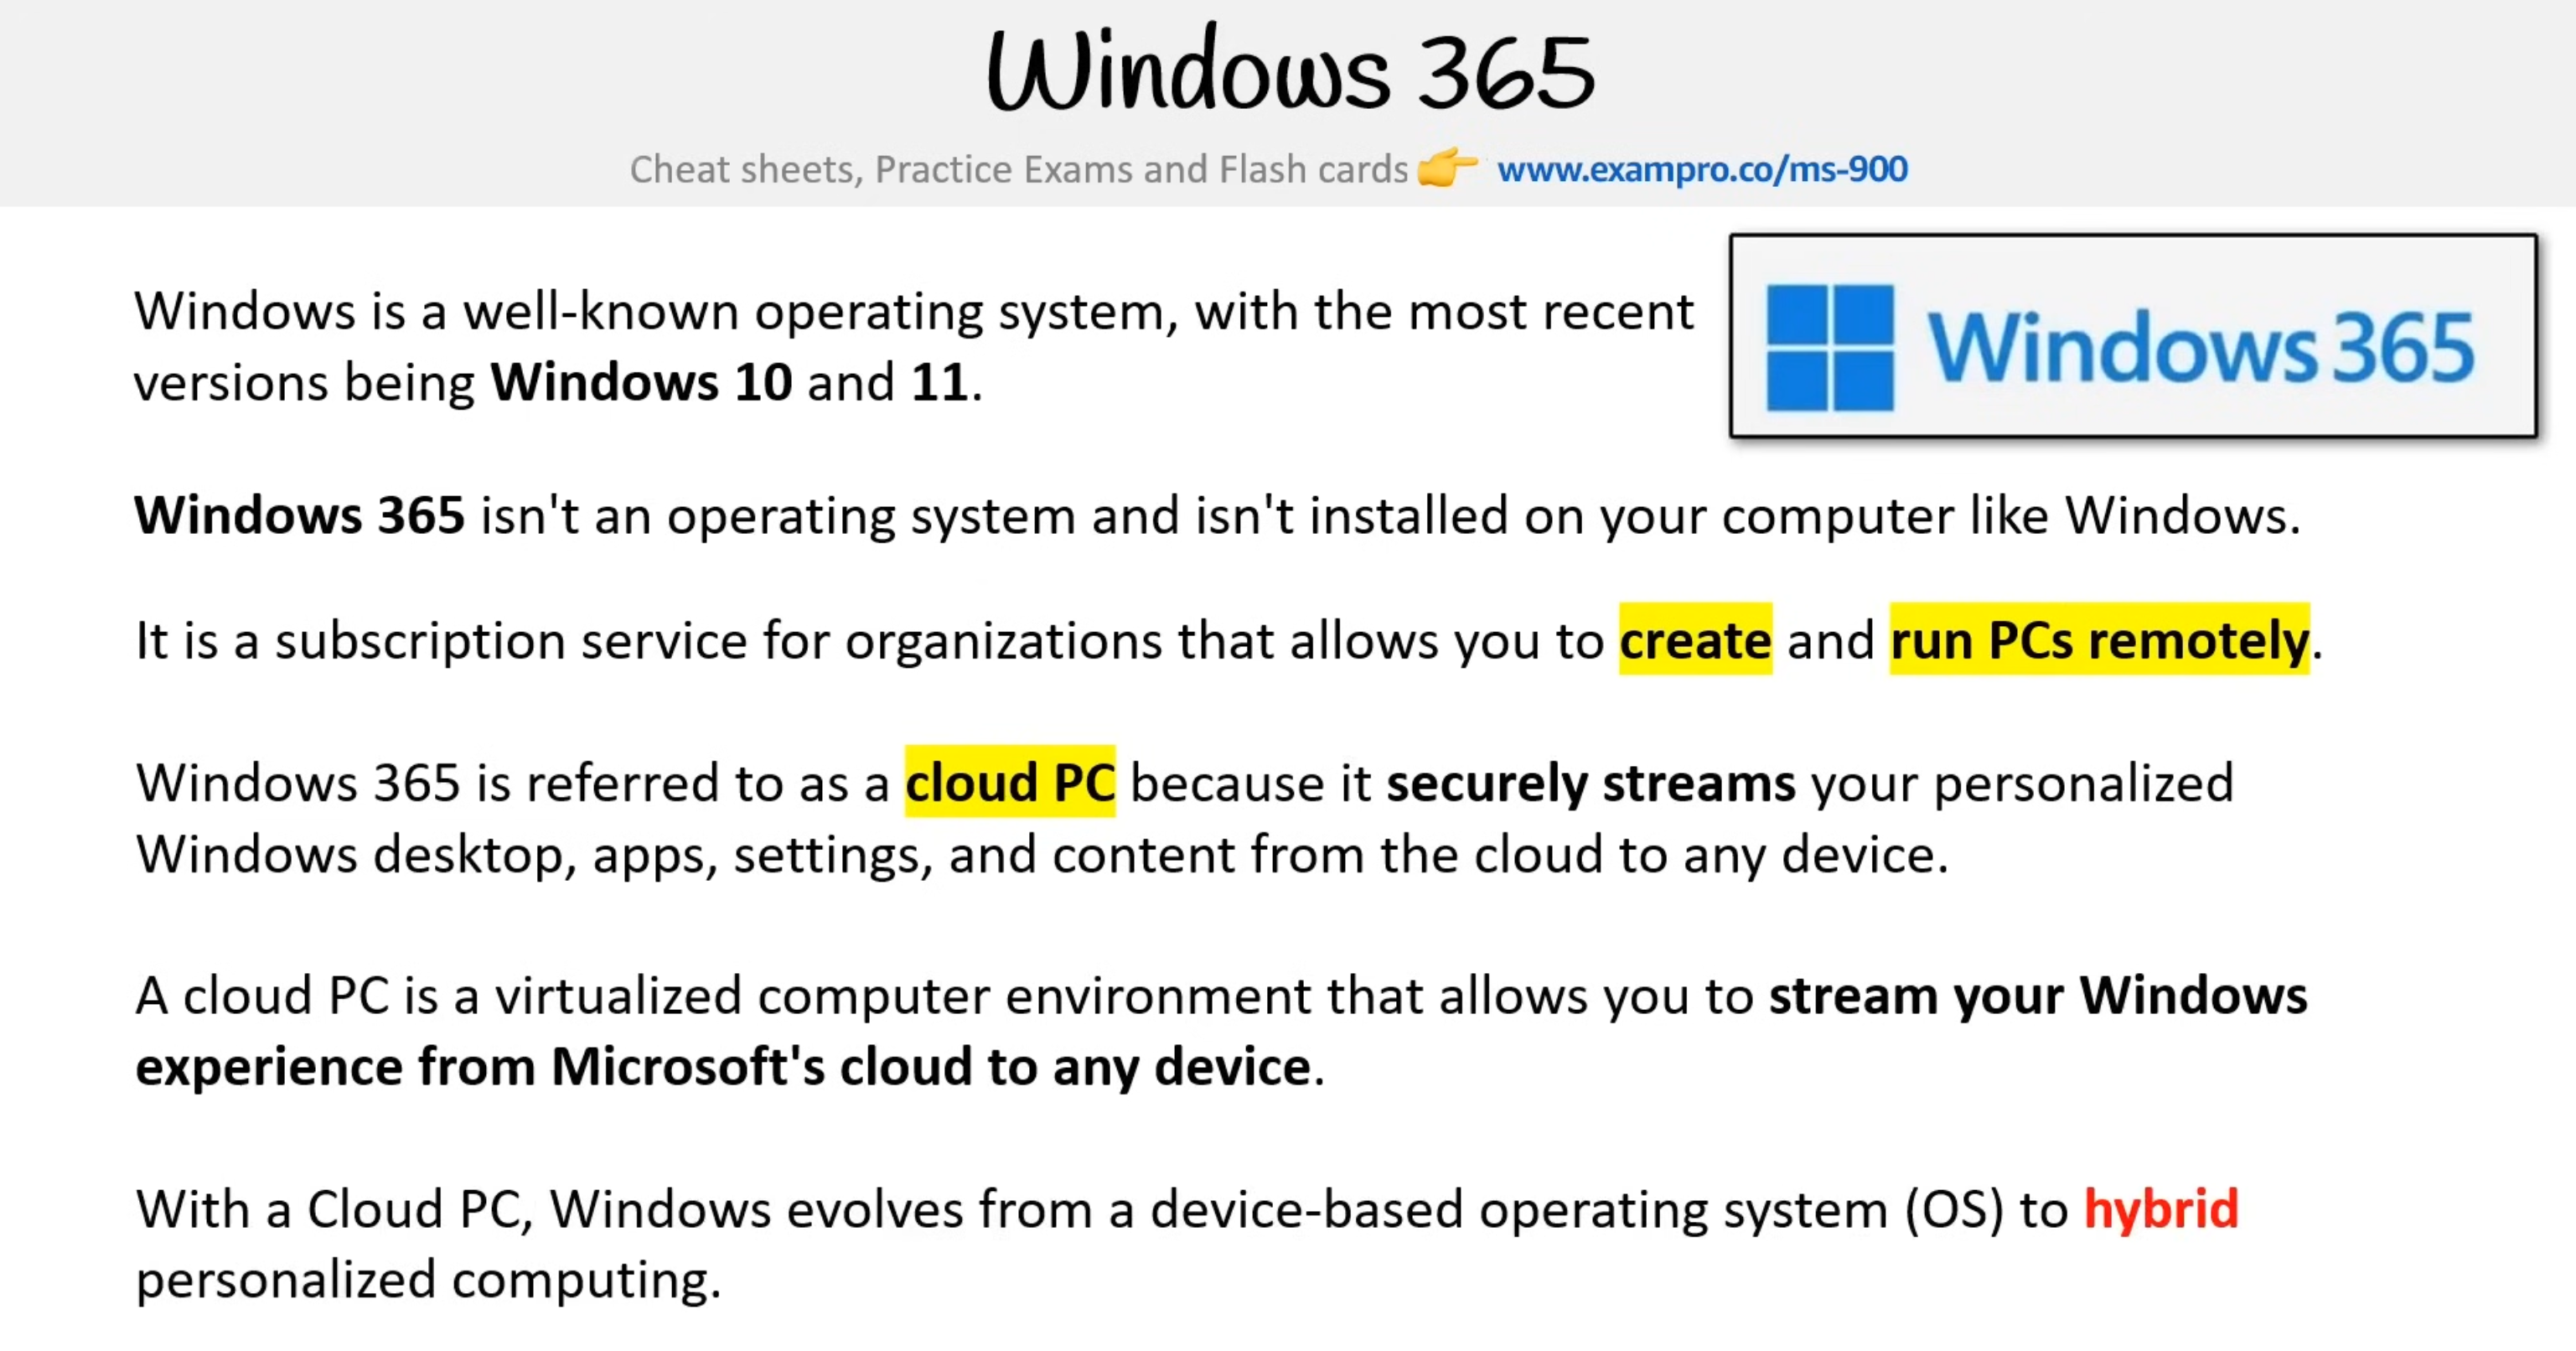 Windows 365
Cheat sheets, Practice Exams and Flash cards 👉 www.exampro.co/ms-900
Windows is a well-known operating system, with the most recent
versions being Windows 10 and 11.
Windows 365
Windows 365 isn't an operating system and isn't installed on your computer like Windows.
It is a subscription service for organizations that allows you to create and run PCs remotely.
Windows 365 is referred to as a cloud PC because it securely streams your personalized
Windows desktop, apps, settings, and content from the cloud to any device.
A cloud PC is a virtualized computer environment that allows you to stream your Windows
experience from Microsoft's cloud to any device.
With a Cloud PC, Windows evolves from a device-based operating system (OS) to hybrid
personalized computing.